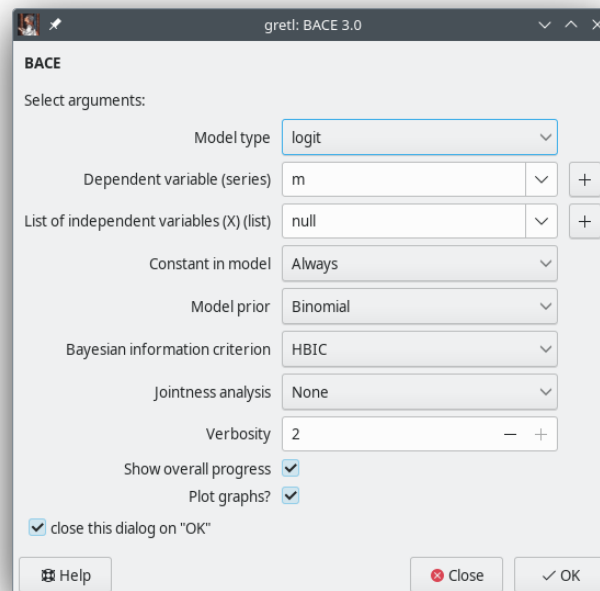 gretl: BACE 3.0
BACE
Select arguments:
Model type logit
Dependent variable (series) m
List of independent variables (X) (list) null
Constant in model Always
Model prior Binomial
Bayesian information criterion HBIC
Jointness analysis None
Verbosity 2
Show overall progress
Plot graphs?
close this dialog on "OK"
Help Close OK